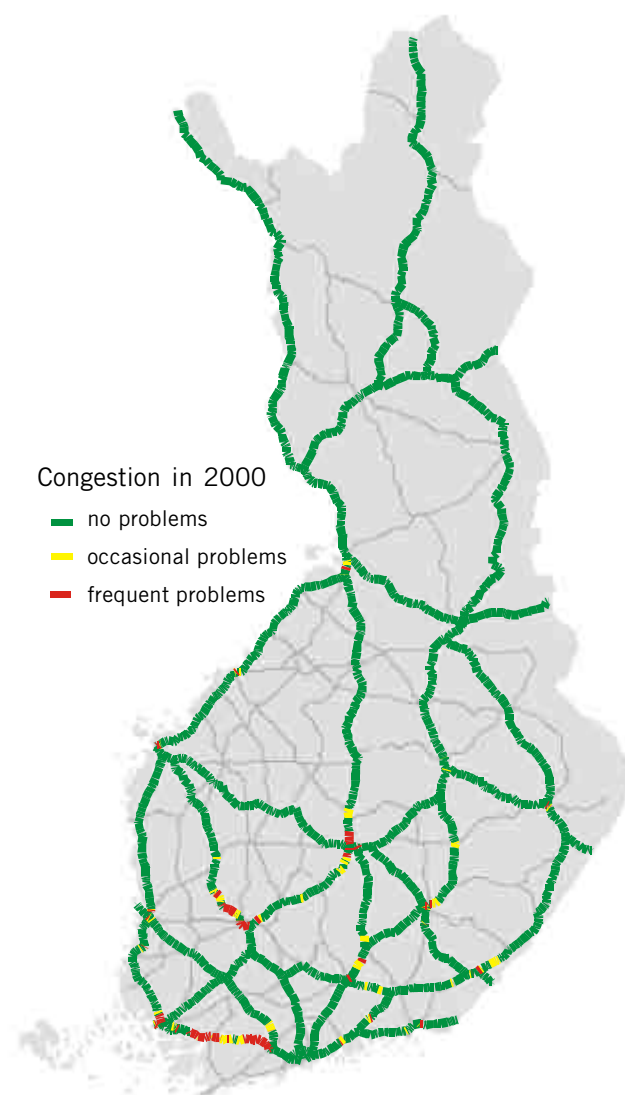 Congestion in 2000
no problems
occasional problems
frequent problems